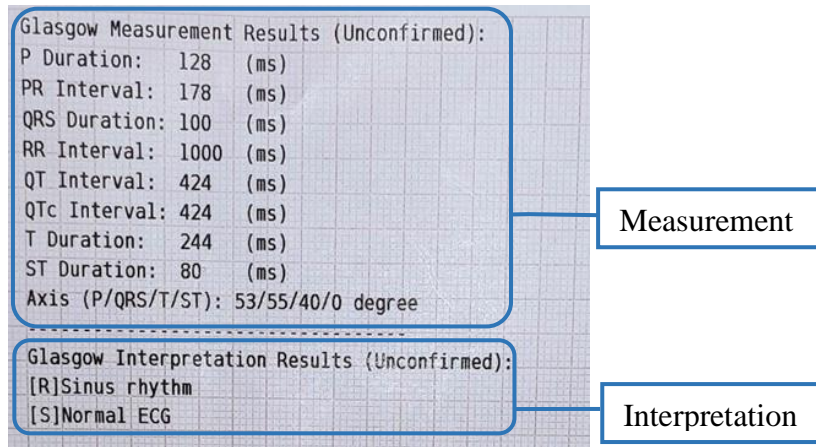 Glasgow Measurement Results (Unconfirmed):
P Duration: 128 (ms)
PR Interval: 178 (ms)
QRS Duration: 100 (ms)
RR Interval: 1000 (ms)
QT Interval: 424 (ms)
QTc Interval: 424 (ms)
T Duration: 244 (ms)
ST Duration: 80 (ms)
Axis (P/QRS/T/ST): 53/55/40/0 degree
-----------------------------------
Glasgow Interpretation Results (Unconfirmed):
[R]Sinus rhythm
[S]Normal ECG
Measurement
Interpretation